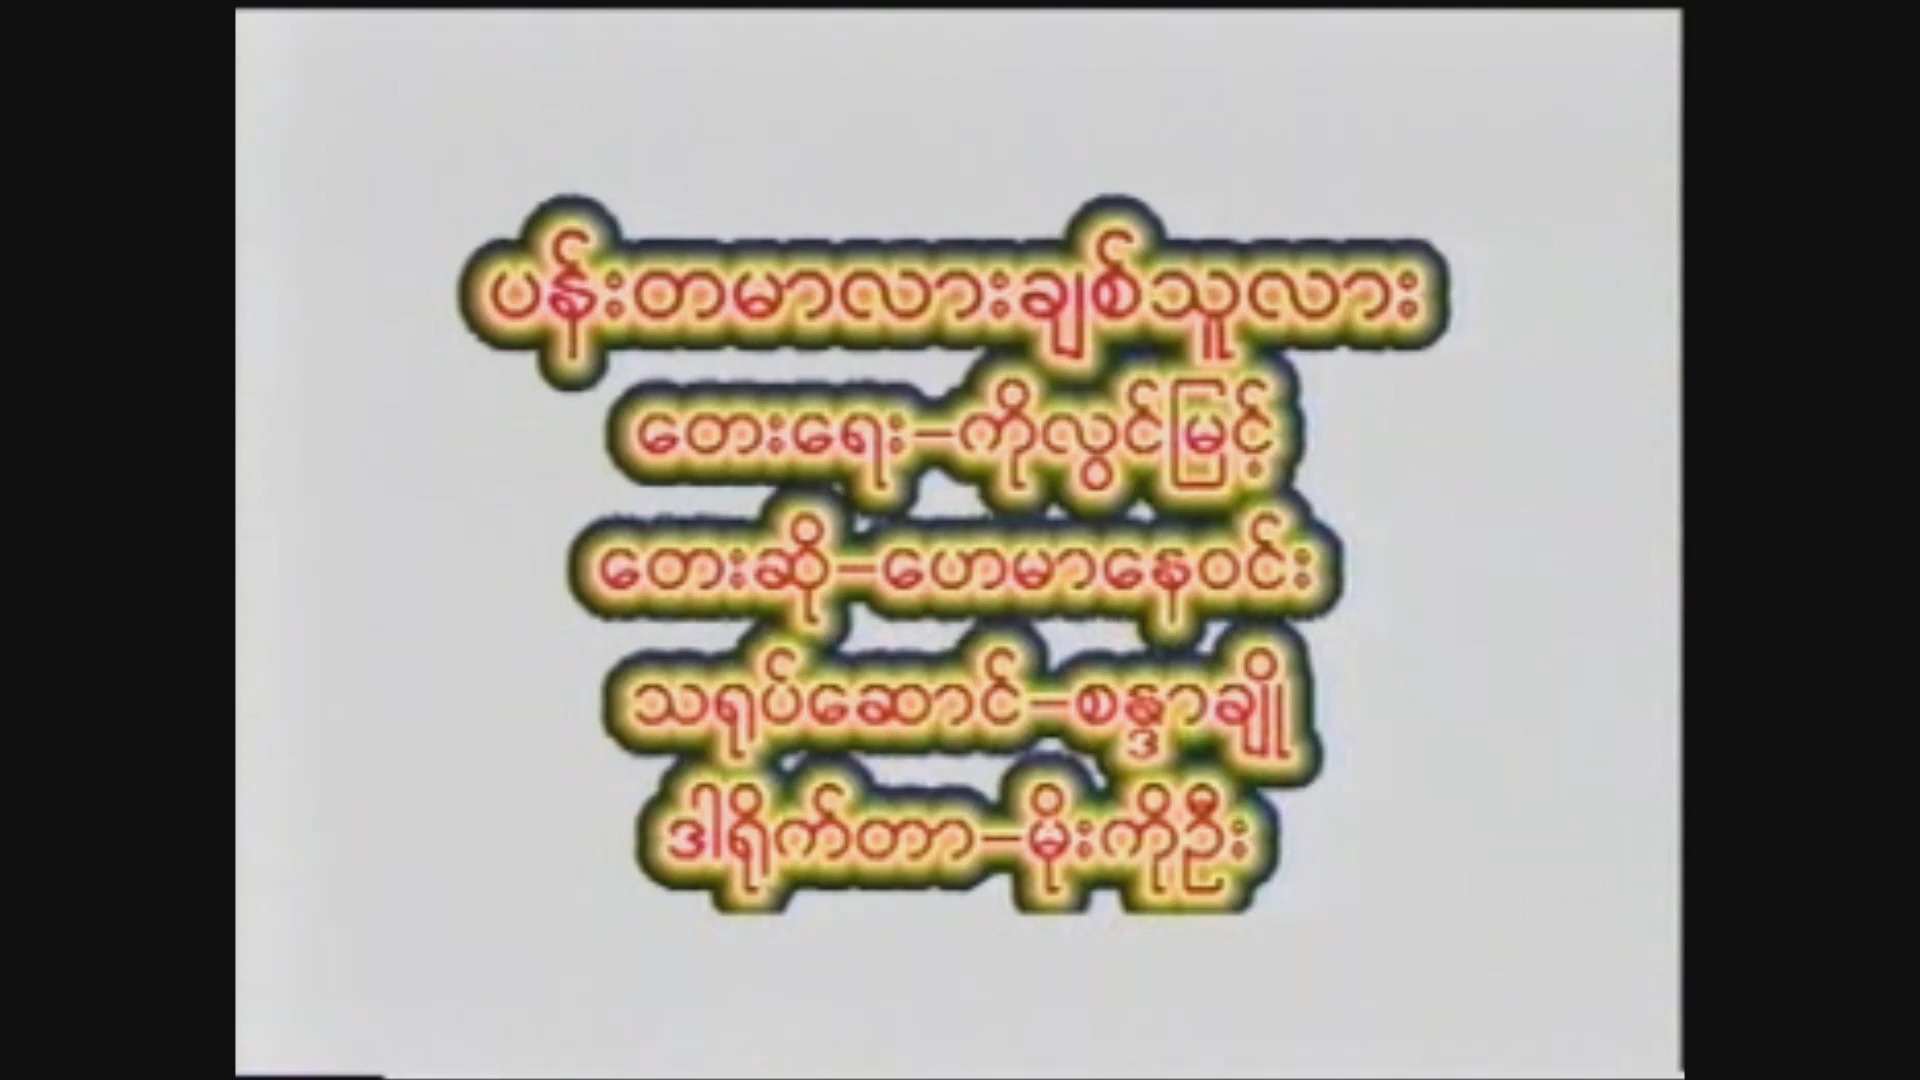 ပန်းတမာလားချစ်သူလား
တေးရေး-ကိုလွင်မြင့်
တေးဆို-ဟေမာနေဝင်း
သရုပ်ဆောင်-စန္ဒာချို
ဒါရိုက်တာ-မိုးကိုဦး